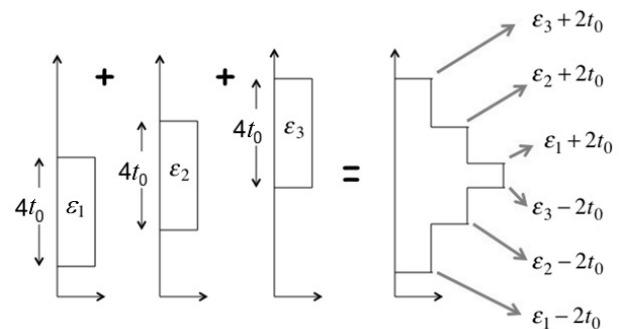 ε₃ + 2t₀
+
+
ε₂ + 2t₀
4t₀
ε₃
4t₀
ε₂
ε₁ + 2t₀
=
4t₀
ε₁
ε₃ − 2t₀
ε₂ − 2t₀
ε₁ − 2t₀